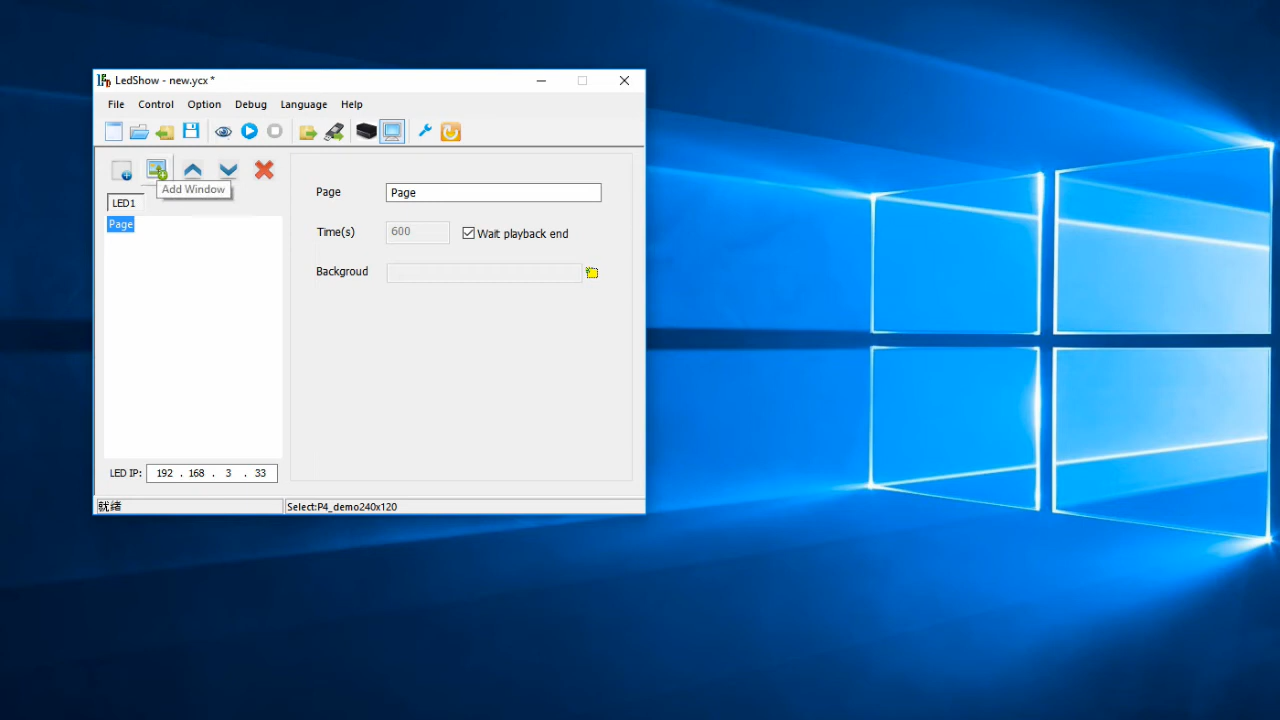 LedShow - new.ycx *
File Control Option Debug Language Help
Add Window
LED1
Page
Page Page
Time(s) 600 Wait playback end
Backgroud
LED IP: 192 . 168 . 3 . 33
就绪 Select:P4_demo240x120